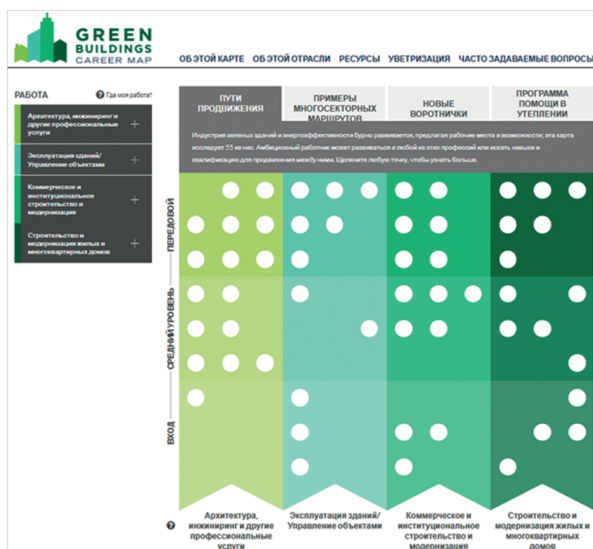 GREEN
BUILDINGS
CAREER MAP
ОБ ЭТОЙ КАРТЕ ОБ ЭТОЙ ОТРАСЛИ РЕСУРСЫ УВЕТРИЗАЦИЯ ЧАСТО ЗАДАВАЕМЫЕ ВОПРОСЫ
РАБОТА
? Где моя работа?
Архитектура, инжиниринг и
другие профессиональные
услуги
+
Эксплуатация зданий/
Управление объектами
+
Коммерческое и
институциональное
строительство и
модернизация
+
Строительство и
модернизация жилых и
многоквартирных домов
+
ПУТИ
ПРОДВИЖЕНИЯ
ПРИМЕРЫ
МНОГОСЕКТОРНЫХ
МАРШРУТОВ
НОВЫЕ
ВОРОТНИЧКИ
ПРОГРАММА
ПОМОЩИ В
УТЕПЛЕНИИ
Индустрия зеленых зданий и энергоэффективности бурно развивается, предлагая рабочие места и возможности; эта карта
исследует 55 из них. Амбициозный работник может развиваться и любой из этих профессий или искать навыки и
квалификацию для продвижения между ними. Щелкните любую точку, чтобы узнать больше.
ПЕРЕДОВОЙ
СРЕДНИЙ УРОВЕНЬ
ВХОД
?
Архитектура,
инжиниринг и другие
профессиональные
услуги
Эксплуатация зданий/
Управление объектами
Коммерческое и
институциональное
строительство и
модернизация
Строительство и
модернизация жилых и
многоквартирных
домов